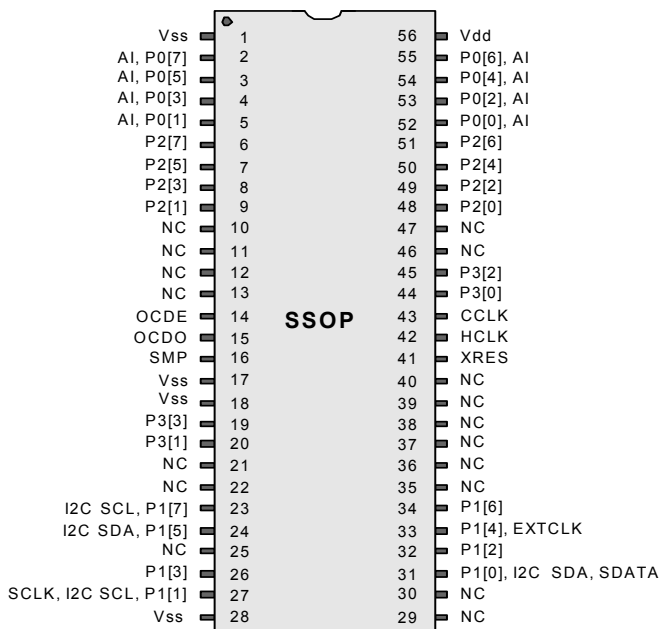 Vss 1 56 Vdd
AI, P0[7] 2 55 P0[6], AI
AI, P0[5] 3 54 P0[4], AI
AI, P0[3] 4 53 P0[2], AI
AI, P0[1] 5 52 P0[0], AI
P2[7] 6 51 P2[6]
P2[5] 7 50 P2[4]
P2[3] 8 49 P2[2]
P2[1] 9 48 P2[0]
NC 10 47 NC
NC 11 46 NC
NC 12 45 P3[2]
NC 13 44 P3[0]
OCDE 14 SSOP 43 CCLK
OCDO 15 42 HCLK
SMP 16 41 XRES
Vss 17 40 NC
Vss 18 39 NC
P3[3] 19 38 NC
P3[1] 20 37 NC
NC 21 36 NC
NC 22 35 NC
I2C SCL, P1[7] 23 34 P1[6]
I2C SDA, P1[5] 24 33 P1[4], EXTCLK
NC 25 32 P1[2]
P1[3] 26 31 P1[0], I2C SDA, SDATA
SCLK, I2C SCL, P1[1] 27 30 NC
Vss 28 29 NC